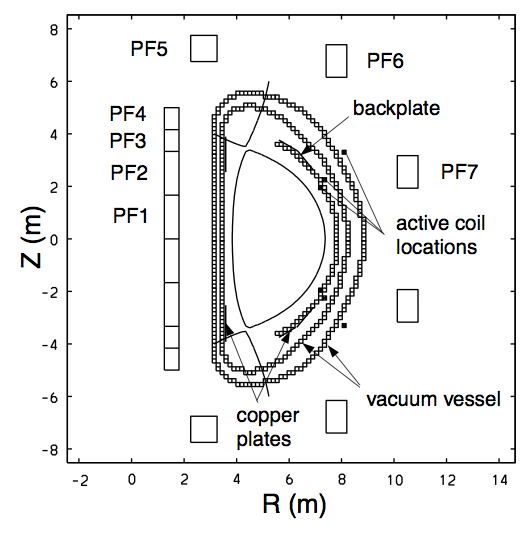 8
PF5
PF6
6
PF4
backplate
4
PF3
PF2
PF7
2
PF1
active coil
locations
Z (m)
0
-2
-4
vacuum vessel
-6
copper
plates
-8
-2 0 2 4 6 8 10 12 14
R (m)